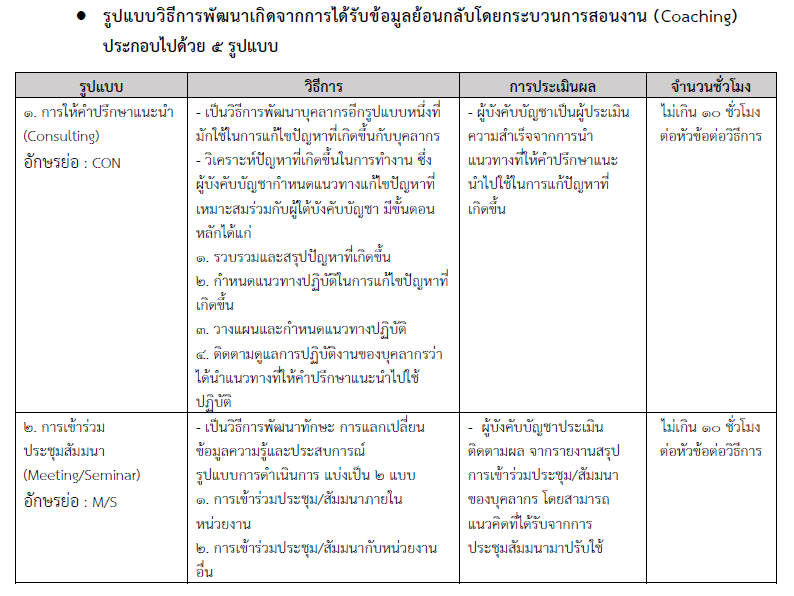 • รูปแบบวิธีการพัฒนาเกิดจากการได้รับข้อมูลย้อนกลับโดยกระบวนการสอนงาน (Coaching)
ประกอบไปด้วย ๕ รูปแบบ
รูปแบบ
วิธีการ
การประเมินผล
จำนวนชั่วโมง
๑. การให้คำปรึกษาแนะนำ
(Consulting)
อักษรย่อ : CON
- เป็นวิธีการพัฒนาบุคลากรอีกรูปแบบหนึ่งที่
มักใช้ในการแก้ไขปัญหาที่เกิดขึ้นกับบุคลากร
- วิเคราะห์ปัญหาที่เกิดขึ้นในการทำงาน ซึ่ง
ผู้บังคับบัญชากำหนดแนวทางแก้ไขปัญหาที่
เหมาะสมร่วมกับผู้ใต้บังคับบัญชา มีขั้นตอน
หลักได้แก่
๑. รวบรวมและสรุปปัญหาที่เกิดขึ้น
๒. กำหนดแนวทางปฏิบัติในการแก้ไขปัญหาที่
เกิดขึ้น
๓. วางแผนและกำหนดแนวทางปฏิบัติ
๔. ติดตามดูแลการปฏิบัติงานของบุคลากรว่า
ได้นำแนวทางที่ให้คำปรึกษาแนะนำไปใช้
ปฏิบัติ
- ผู้บังคับบัญชาเป็นผู้ประเมิน
ความสำเร็จจากการนำ
แนวทางที่ให้คำปรึกษาแนะ
นำไปใช้ในการแก้ปัญหาที่
เกิดขึ้น
ไม่เกิน ๑๐ ชั่วโมง
ต่อหัวข้อต่อวิธีการ
๒. การเข้าร่วม
ประชุมสัมมนา
(Meeting/Seminar)
อักษรย่อ : M/S
- เป็นวิธีการพัฒนาทักษะ การแลกเปลี่ยน
ข้อมูลความรู้และประสบการณ์
รูปแบบการดำเนินการ แบ่งเป็น ๒ แบบ
๑. การเข้าร่วมประชุม/สัมมนาภายใน
หน่วยงาน
๒. การเข้าร่วมประชุม/สัมมนากับหน่วยงาน
อื่น
- ผู้บังคับบัญชาประเมิน
ติดตามผล จากรายงานสรุป
การเข้าร่วมประชุม/สัมมนา
ของบุคลากร โดยสามารถ
แนวคิดที่ได้รับจากการ
ประชุมสัมมนามาปรับใช้
ไม่เกิน ๑๐ ชั่วโมง
ต่อหัวข้อต่อวิธีการ